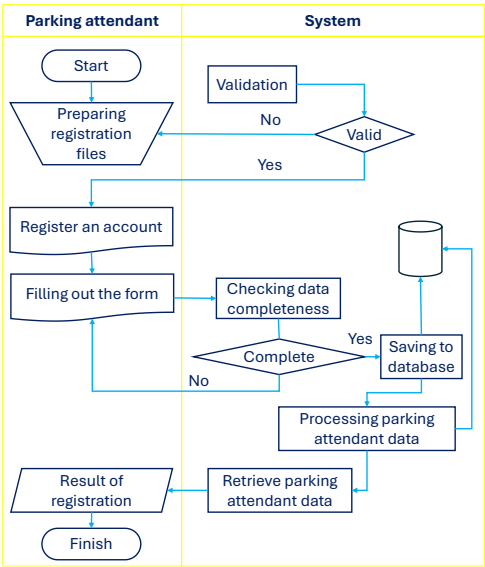 Parking attendant
System
Start
Validation
Preparing
registration
files
No
Valid
Yes
Register an account
Filling out the form
Checking data
completeness
Complete
Yes
Saving to
database
No
Processing parking
attendant data
Result of
registration
Retrieve parking
attendant data
Finish